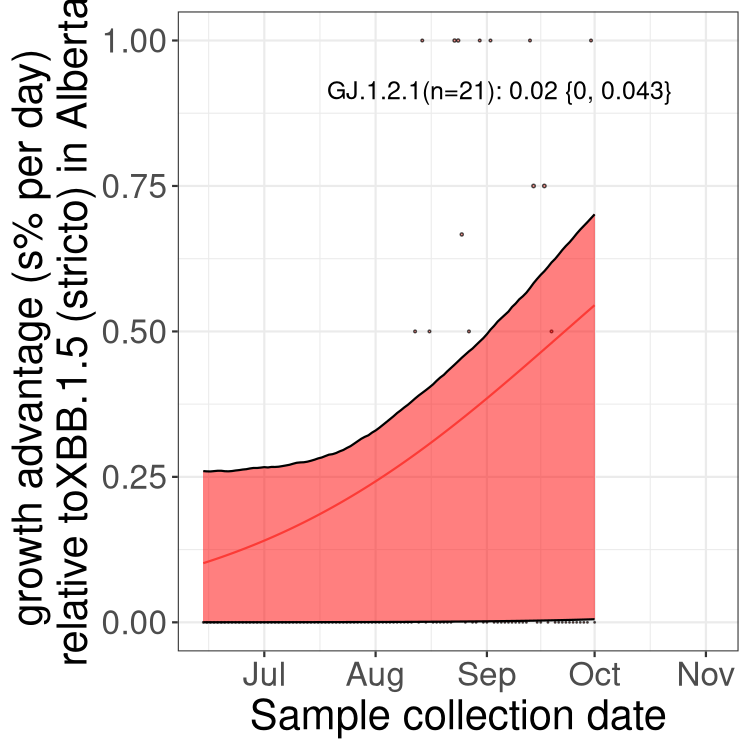 growth advantage (s% per day)
relative toXBB.1.5 (stricto) in Alberta
1.00
0.75
0.50
0.25
0.00
GJ.1.2.1(n=21): 0.02 {0, 0.043}
Jul Aug Sep Oct Nov
Sample collection date